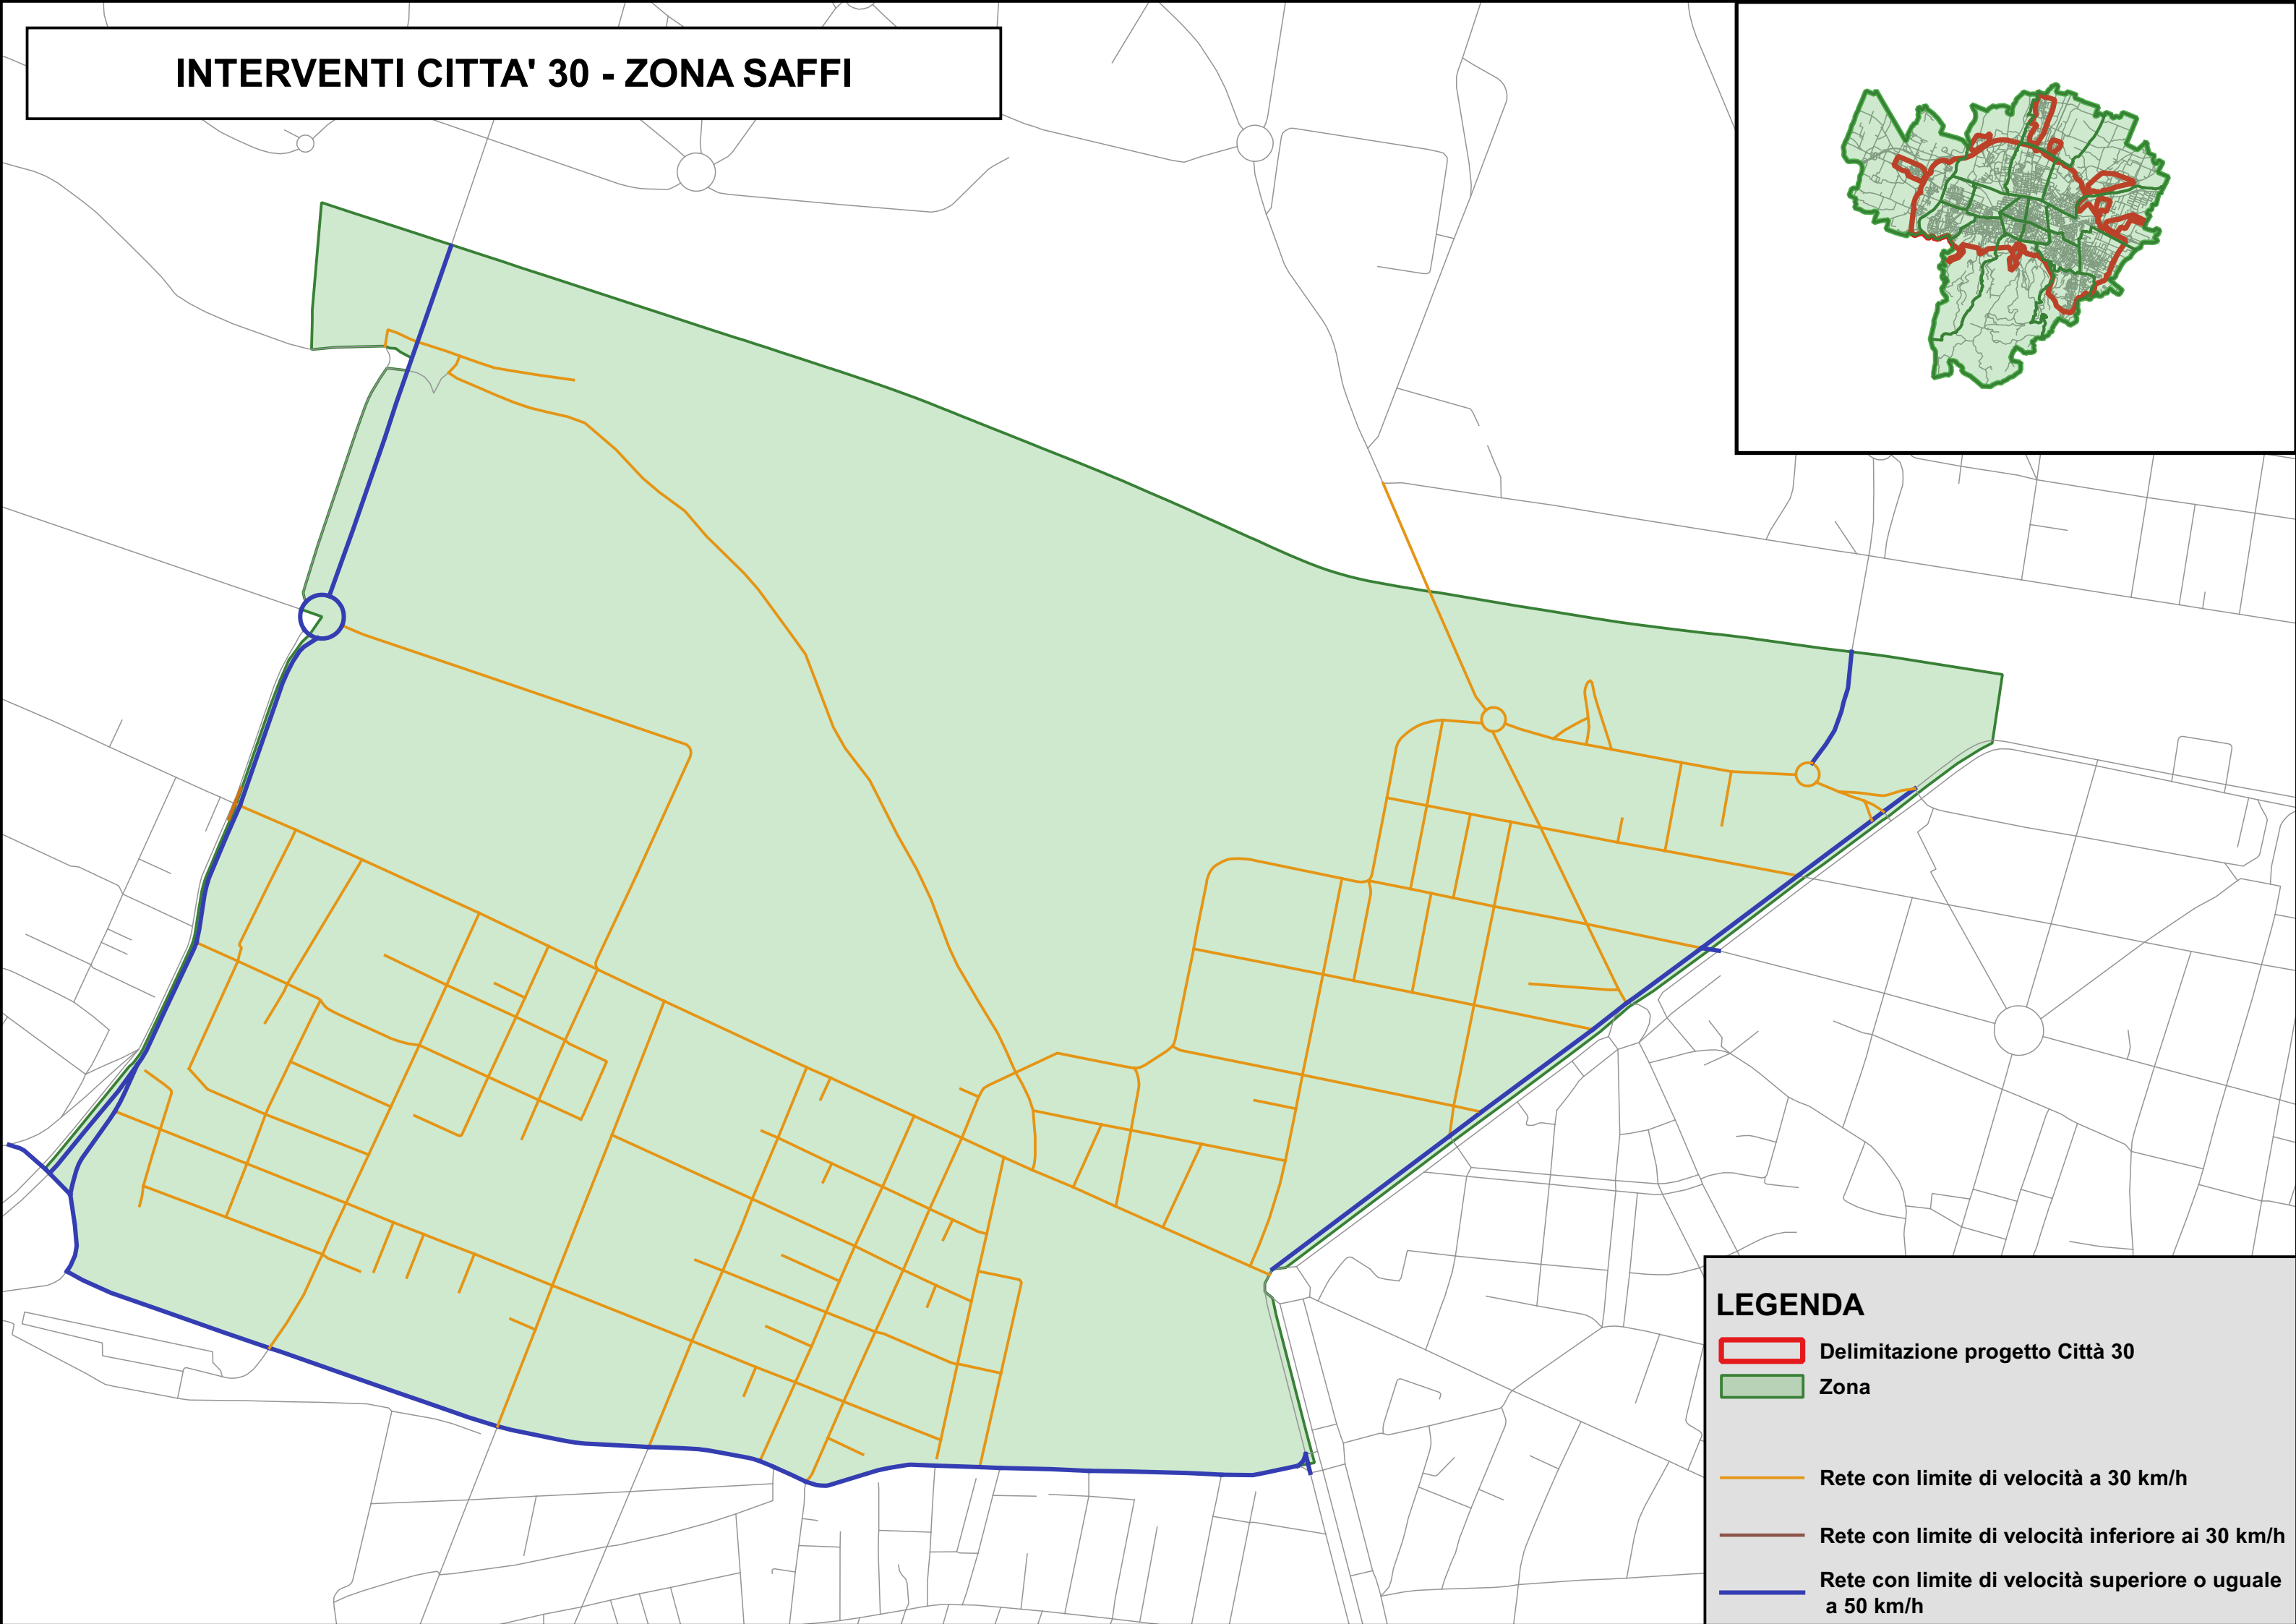 INTERVENTI CITTA' 30 - ZONA SAFFI
LEGENDA
Delimitazione progetto Città 30
Zona
Rete con limite di velocità a 30 km/h
Rete con limite di velocità inferiore ai 30 km/h
Rete con limite di velocità superiore o uguale
a 50 km/h